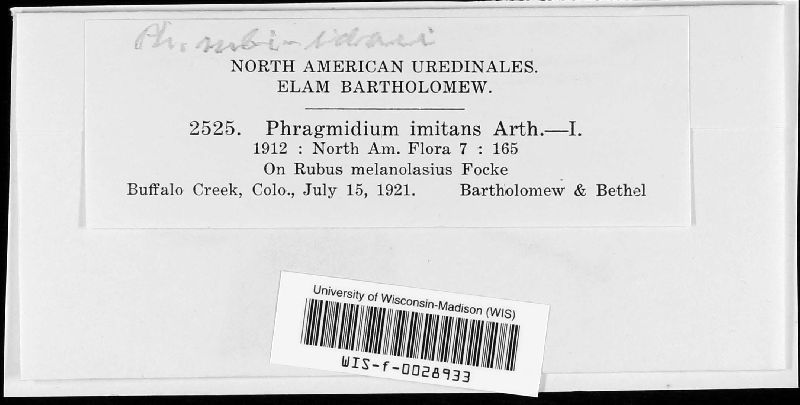 Ph. rubi-idaei
NORTH AMERICAN UREDINALES.
ELAM BARTHOLOMEW.
2525. Phragmidium imitans Arth.—I.
1912 : North Am. Flora 7 : 165
On Rubus melanolasius Focke
Buffalo Creek, Colo., July 15, 1921. Bartholomew & Bethel
University of Wisconsin-Madison (WIS)
WIS-f-0028933